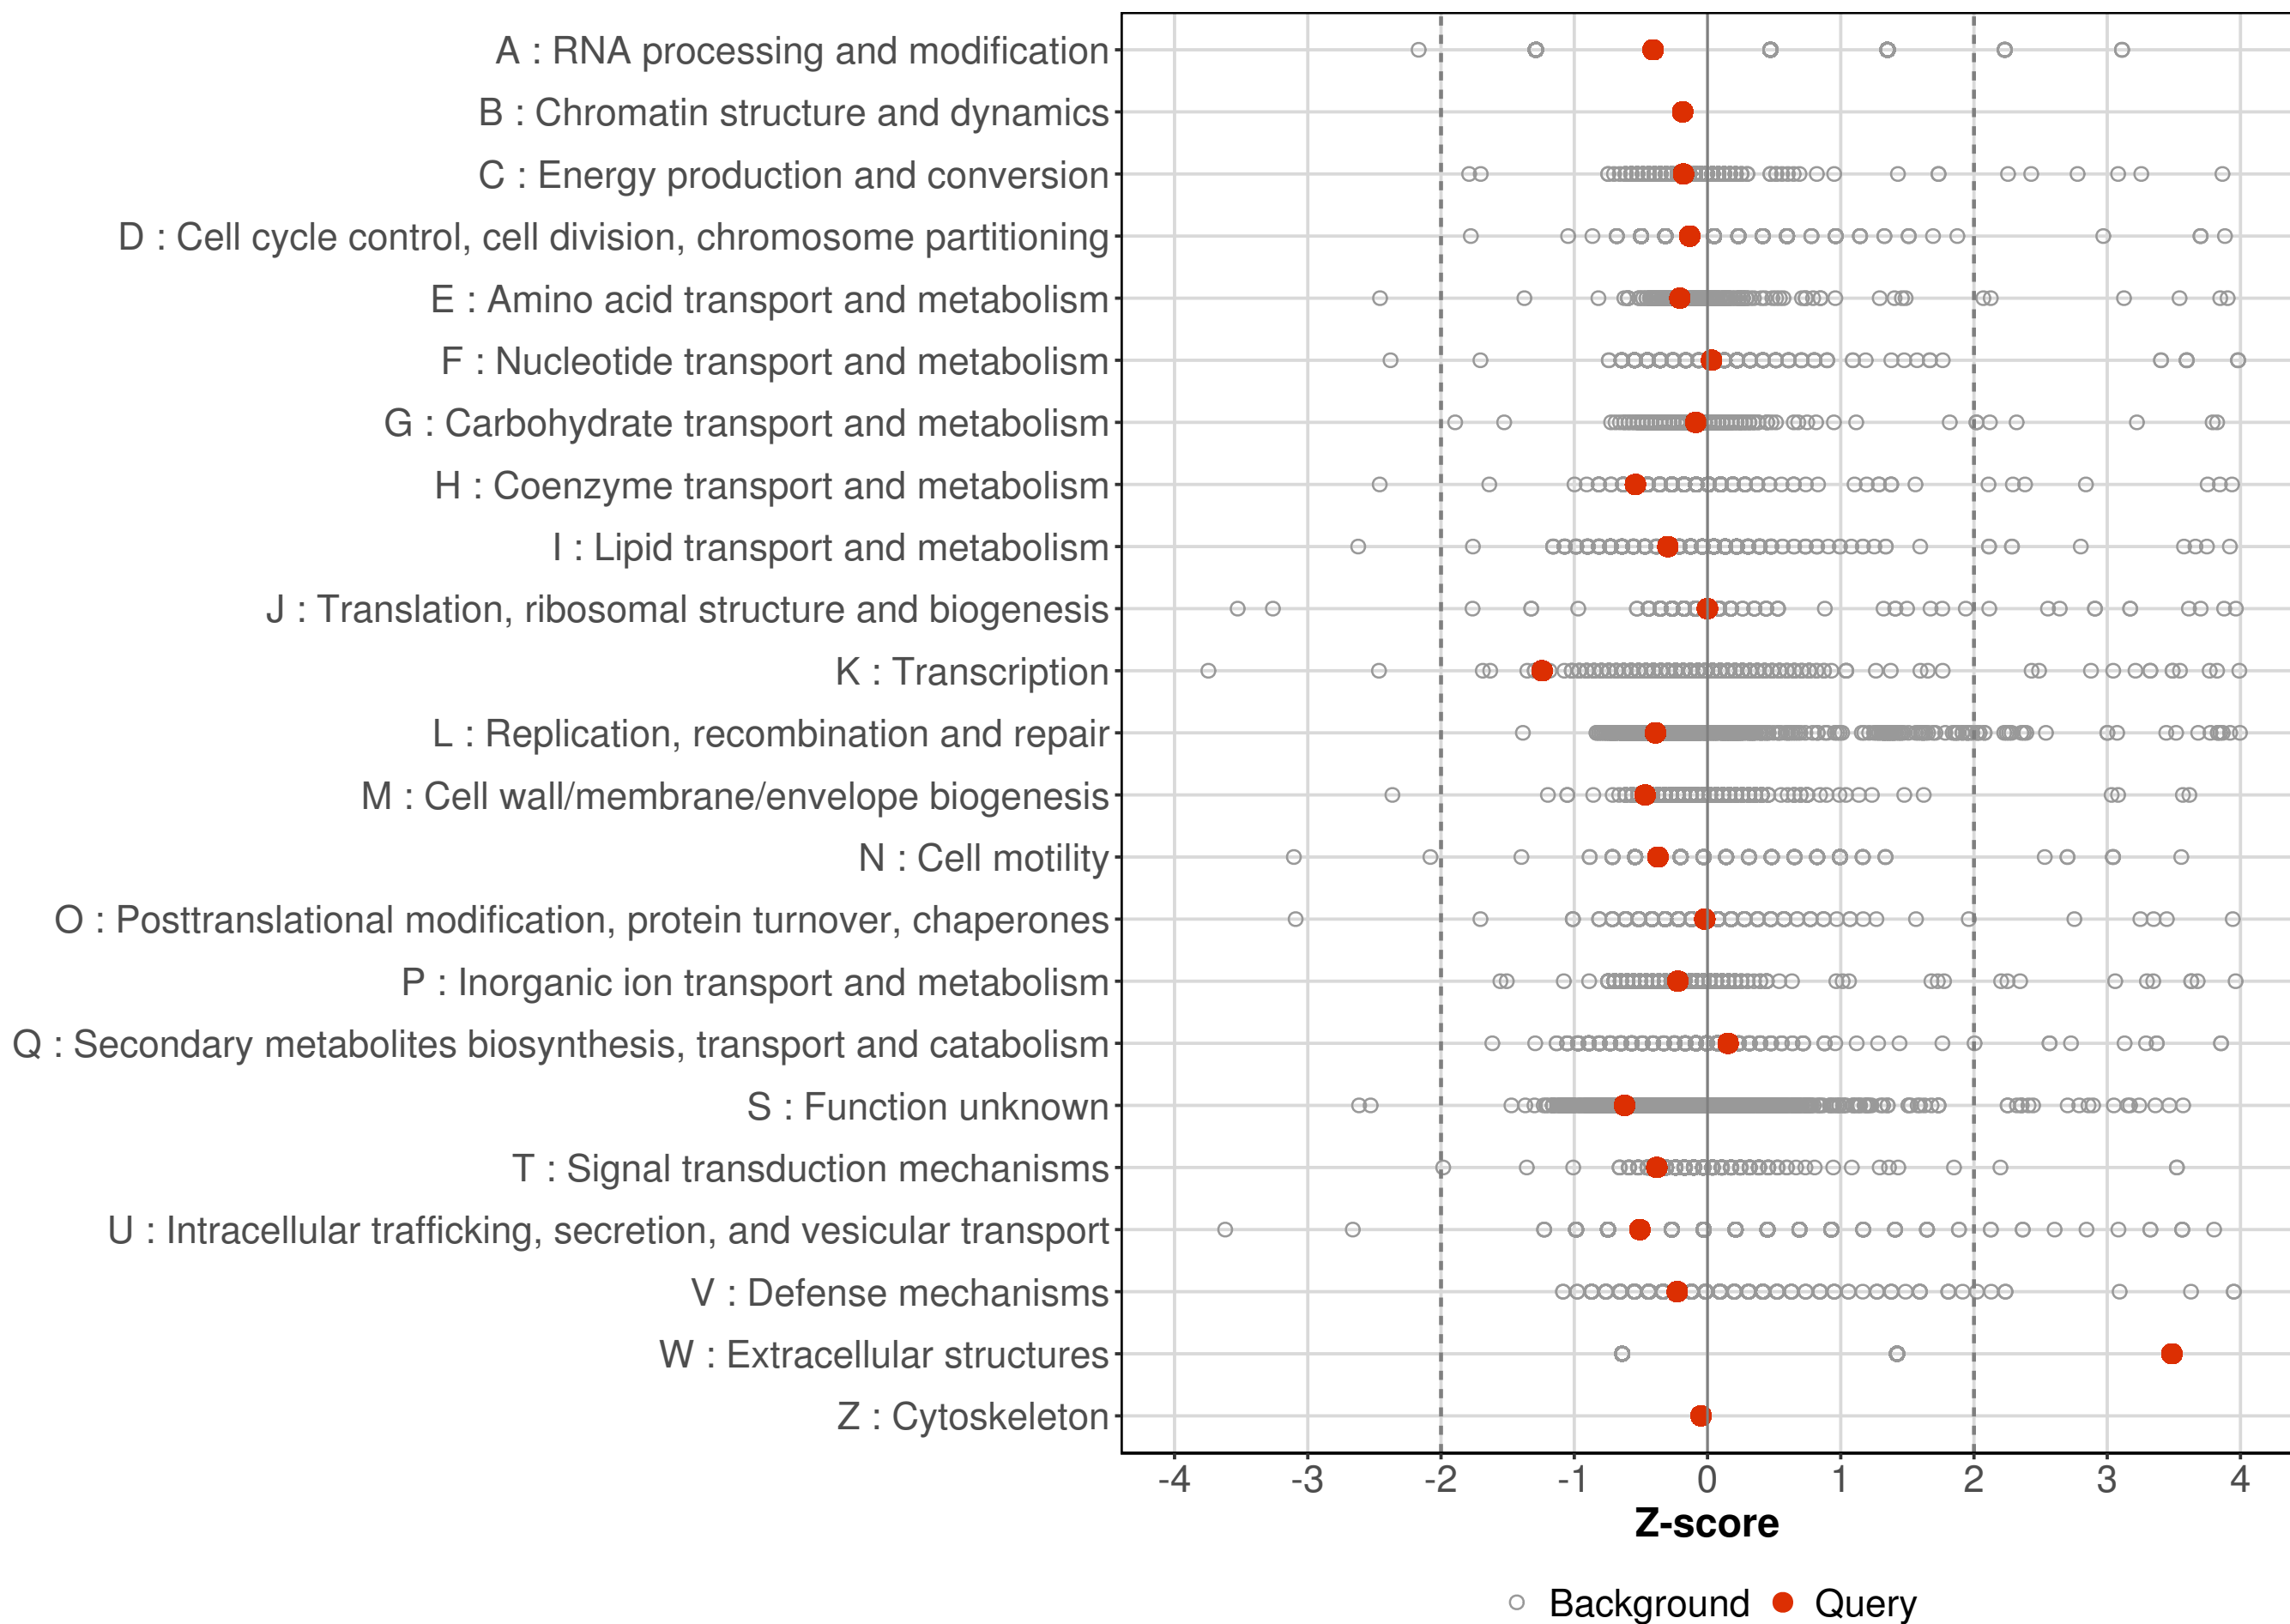 A : RNA processing and modification
B : Chromatin structure and dynamics
C : Energy production and conversion
D : Cell cycle control, cell division, chromosome partitioning
E : Amino acid transport and metabolism
F : Nucleotide transport and metabolism
G : Carbohydrate transport and metabolism
H : Coenzyme transport and metabolism
I : Lipid transport and metabolism
J : Translation, ribosomal structure and biogenesis
K : Transcription
L : Replication, recombination and repair
M : Cell wall/membrane/envelope biogenesis
N : Cell motility
O : Posttranslational modification, protein turnover, chaperones
P : Inorganic ion transport and metabolism
Q : Secondary metabolites biosynthesis, transport and catabolism
S : Function unknown
T : Signal transduction mechanisms
U : Intracellular trafficking, secretion, and vesicular transport
V : Defense mechanisms
W : Extracellular structures
Z : Cytoskeleton
-4 -3 -2 -1 0 1 2 3 4
Z-score
Background Query